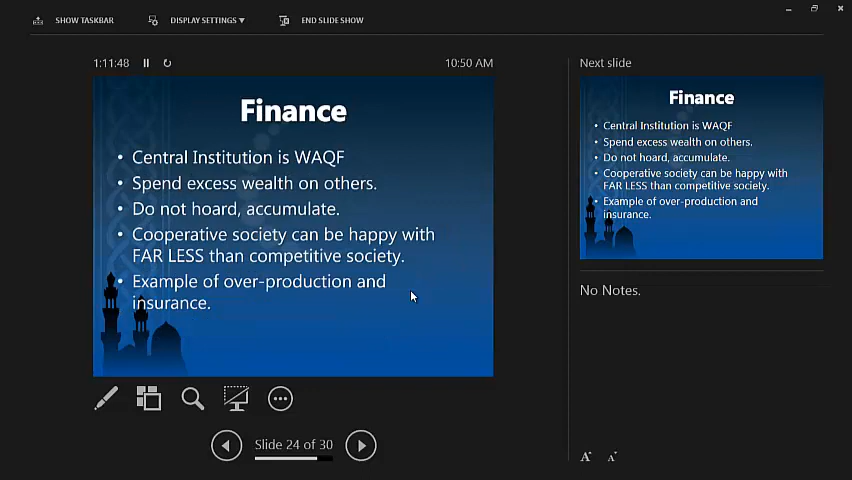 SHOW TASKBAR
DISPLAY SETTINGS ▼
END SLIDE SHOW
1:11:48
10:50 AM
Finance
• Central Institution is WAQF
• Spend excess wealth on others.
• Do not hoard, accumulate.
• Cooperative society can be happy with
FAR LESS than competitive society.
• Example of over-production and
insurance.
Slide 24 of 30
Next slide
Finance
• Central Institution is WAQF
• Spend excess wealth on others.
• Do not hoard, accumulate.
• Cooperative society can be happy with
FAR LESS than competitive society.
• Example of over-production and
insurance.
No Notes.
A A